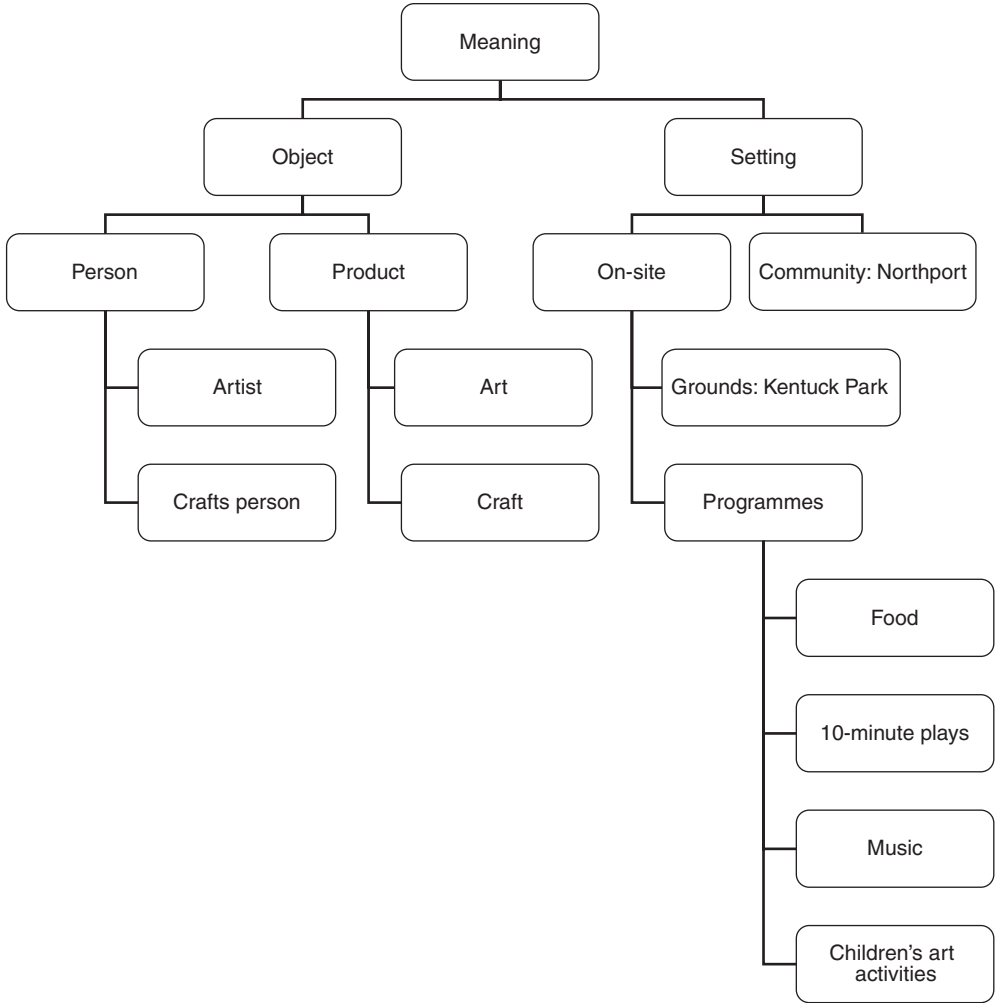 Meaning
Object
Setting
Person
Product
On-site
Community: Northport
Artist
Art
Grounds: Kentuck Park
Crafts person
Craft
Programmes
Food
10-minute plays
Music
Children’s art
activities